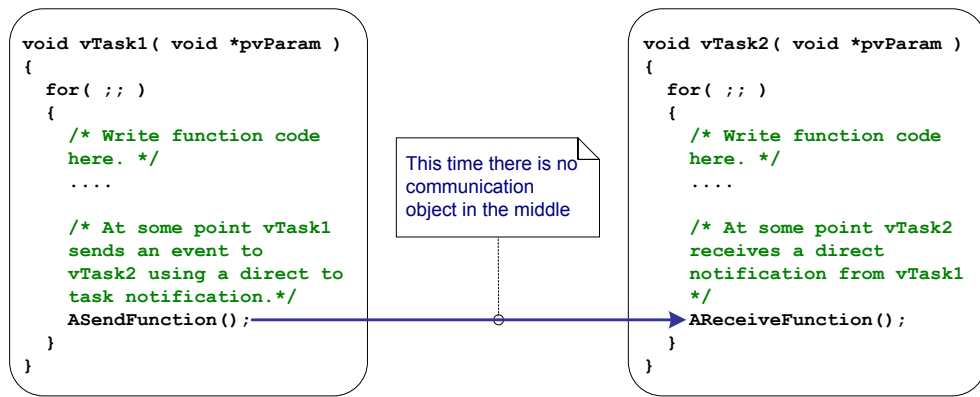 void vTask1( void *pvParam )
{
for( ;; )
{
/* Write function code
here. */
....
/* At some point vTask1
sends an event to
vTask2 using a direct to
task notification.*/
ASendFunction();
}
}
This time there is no
communication
object in the middle
void vTask2( void *pvParam )
{
for( ;; )
{
/* Write function code
here. */
....
/* At some point vTask2
receives a direct
notification from vTask1
*/
AReceiveFunction();
}
}